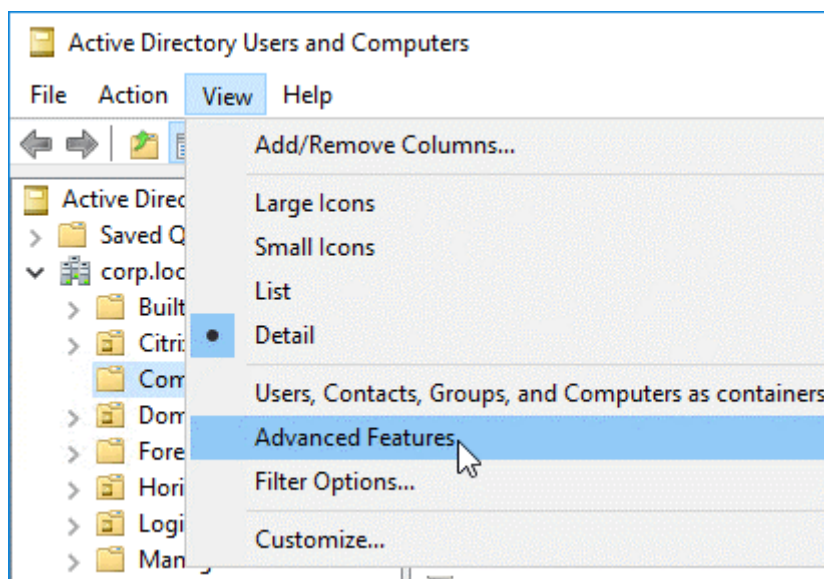 Active Directory Users and Computers
File Action View Help
Add/Remove Columns...
Active Direc
Large Icons
Saved Q
Small Icons
corp.loc
List
Built
Detail
Citri
Com
Users, Contacts, Groups, and Computers as containers
Dom
Advanced Features
Fore
Filter Options...
Hori
Logi
Customize...
Manag